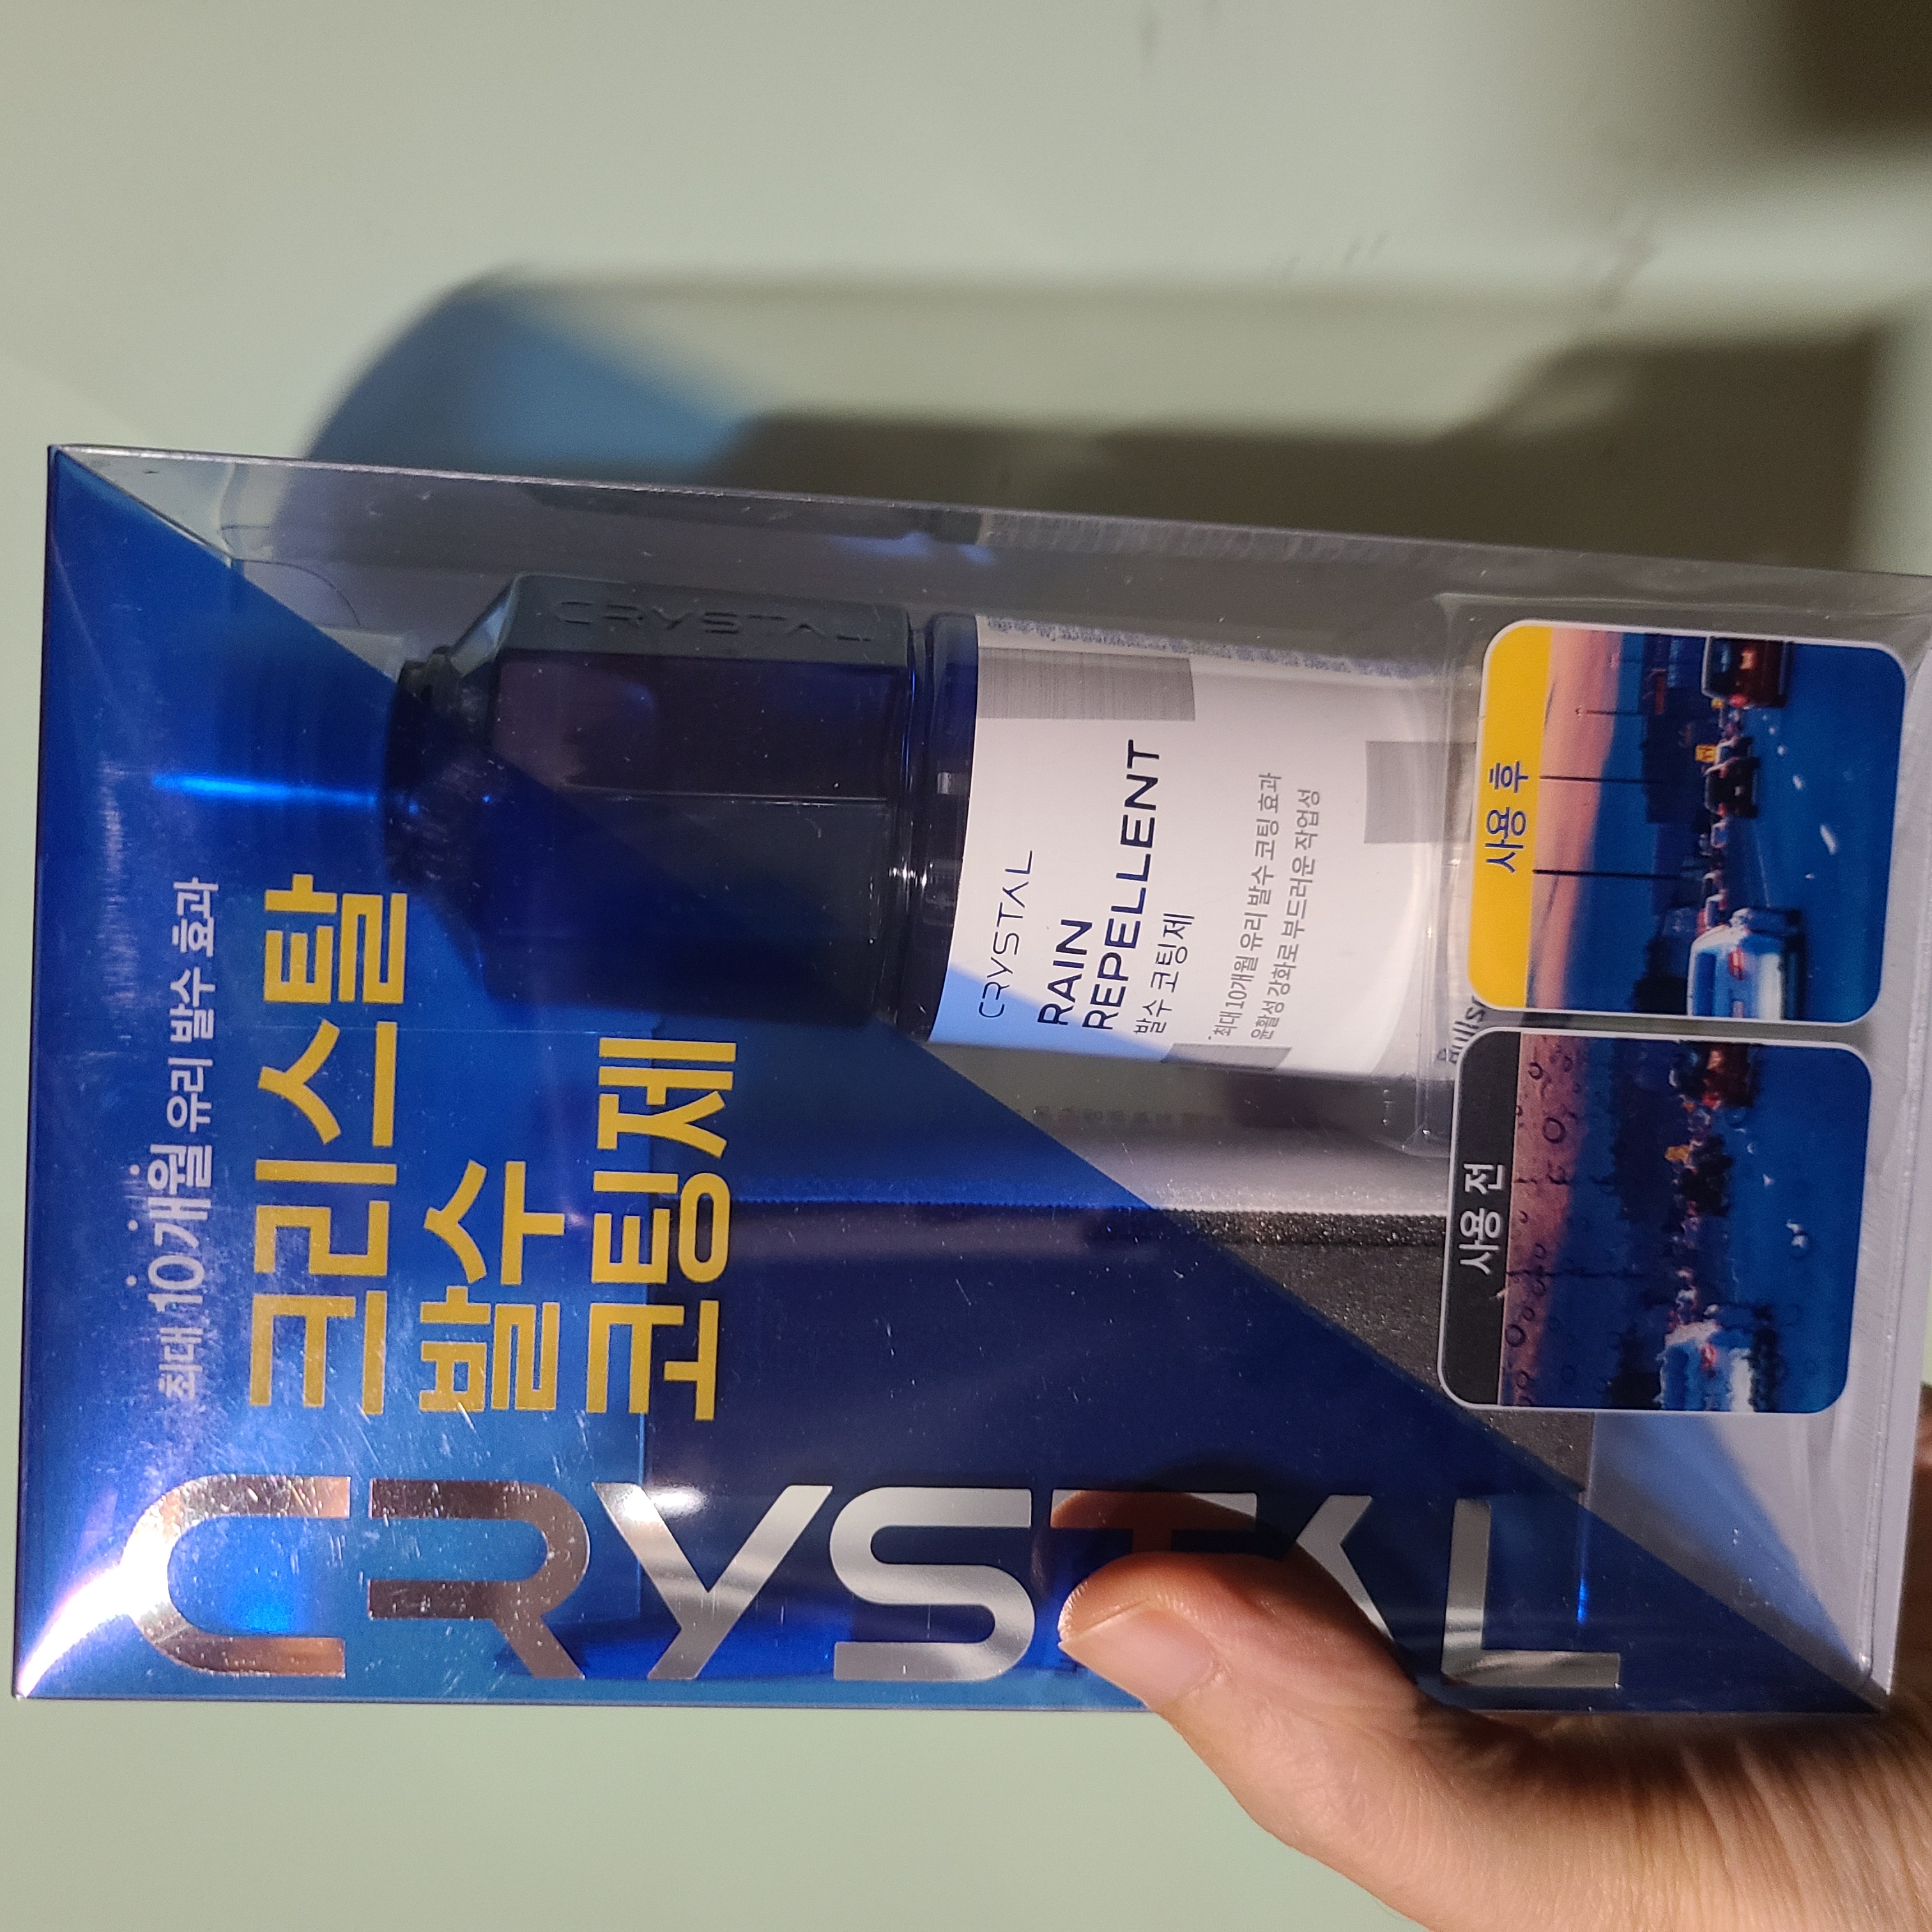 최대 10개월 유리 발수 효과
크리스탈
발수
코팅제
CRYSTAL
CRYSTAL
CRYSTAL
RAIN
REPELLENT
발수 코팅제
최대 10개월 유리 발수 코팅 효과
윤활성 강화로 부드러운 작업성
사용 전
사용 후